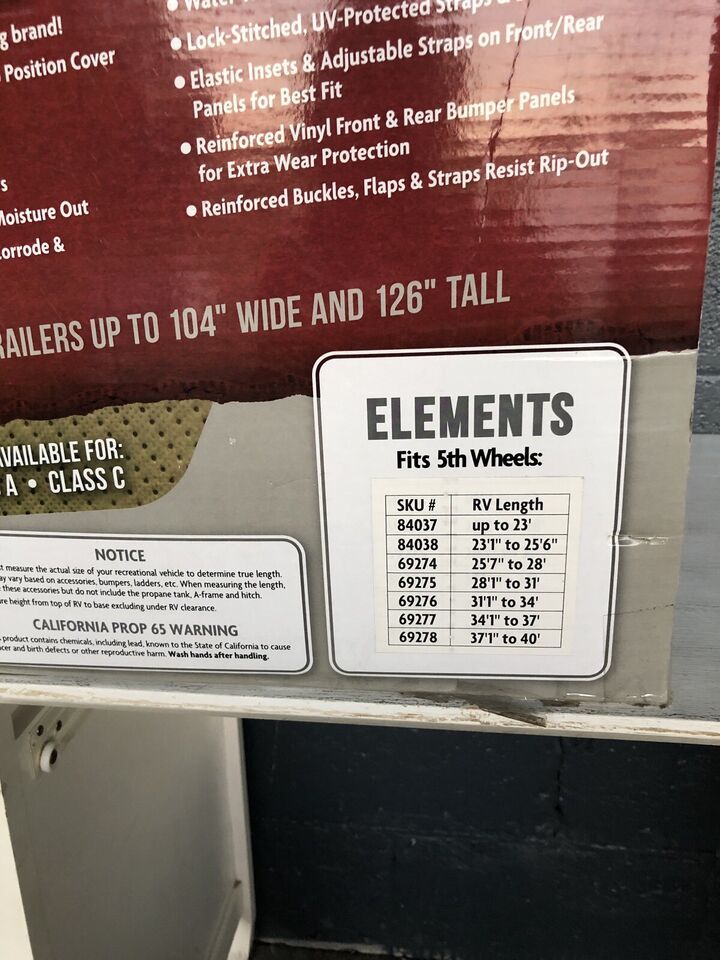 g brand!
Position Cover
s
Moisture Out
orrode &
• Lock-Stitched, UV-Protected Straps
• Elastic Insets & Adjustable Straps on Front/Rear
Panels for Best Fit
• Reinforced Vinyl Front & Rear Bumper Panels
for Extra Wear Protection
• Reinforced Buckles, Flaps & Straps Resist Rip-Out
RAILERS UP TO 104" WIDE AND 126" TALL
VAILABLE FOR:
A • CLASS C
NOTICE
t measure the actual size of your recreational vehicle to determine true length.
ay vary based on accessories, bumpers, ladders, etc. When measuring the length,
these accessories but do not include the propane tank, A-frame and hitch.
re height from top of RV to base excluding under RV clearance.
CALIFORNIA PROP 65 WARNING
product contains chemicals, including lead, known to the State of California to cause
cer and birth defects or other reproductive harm. Wash hands after handling.
ELEMENTS
Fits 5th Wheels:
SKU # RV Length
84037 up to 23'
84038 23'1" to 25'6"
69274 25'7" to 28'
69275 28'1" to 31'
69276 31'1" to 34'
69277 34'1" to 37'
69278 37'1" to 40'